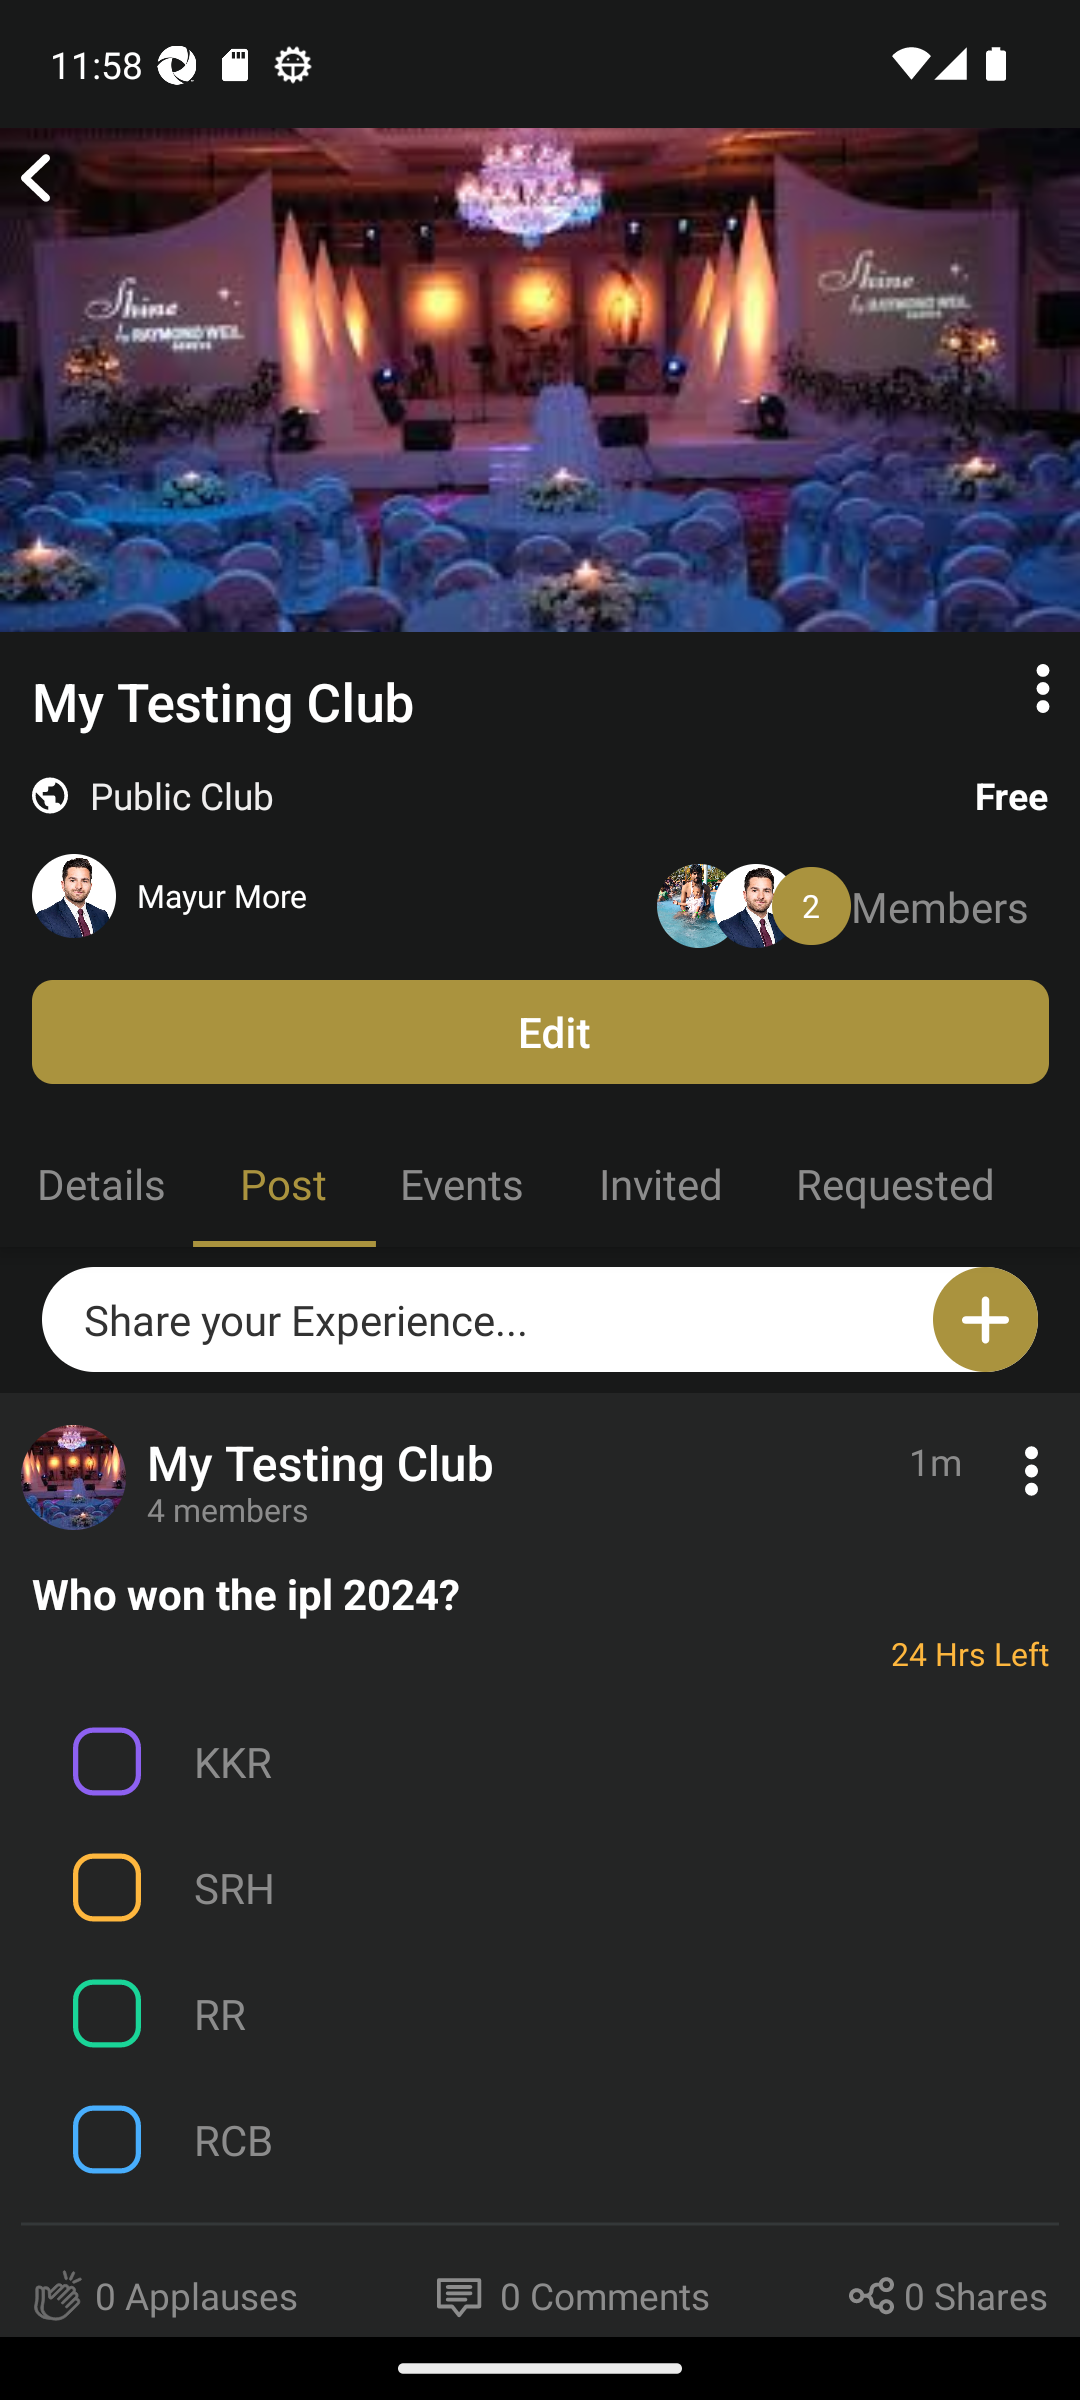 11:58
Shine
by RAYMOND WEIL
GENEVE
Shine
by RAYMOND WEIL
GENEVE
My Testing Club
Public Club
Free
Mayur More
2 Members
Edit
Details Post Events Invited Requested
Share your Experience...
My Testing Club
1m
4 members
Who won the ipl 2024?
24 Hrs Left
KKR
SRH
RR
RCB
0 Applauses 0 Comments 0 Shares